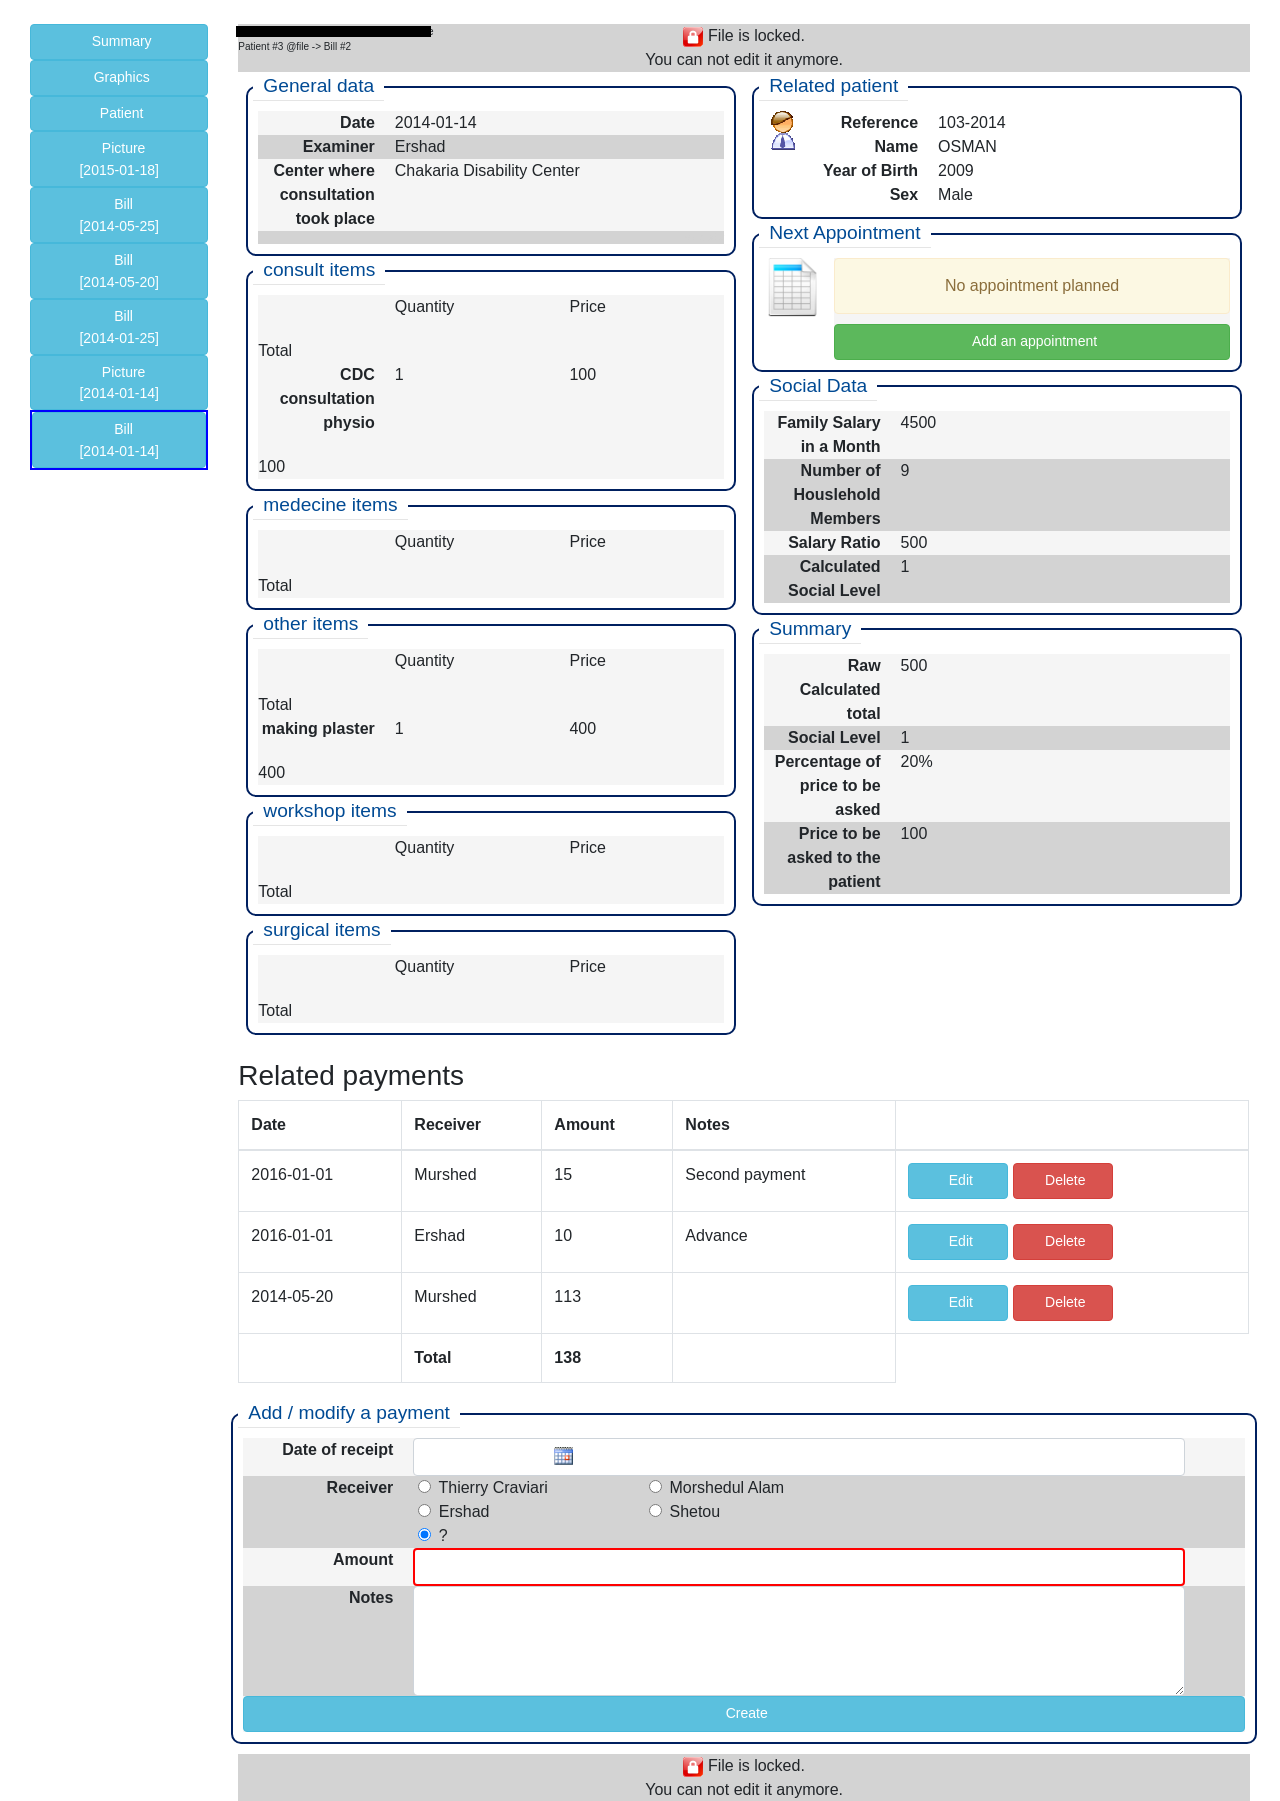 Summary
Graphics
Patient
Picture
[2015-01-18]
Bill
[2014-05-25]
Bill
[2014-05-20]
Bill
[2014-01-25]
Picture
[2014-01-14]
Bill
[2014-01-14]
Patient #3 @file -> Bill #2
File is locked.
You can not edit it anymore.
General data
Date 2014-01-14
Examiner Ershad
Center where Chakaria Disability Center
consultation
took place
consult items
Quantity Price
Total
CDC 1 100
consultation
physio
100
medecine items
Quantity Price
Total
other items
Quantity Price
Total
making plaster 1 400
400
workshop items
Quantity Price
Total
surgical items
Quantity Price
Total
Related patient
Reference 103-2014
Name OSMAN
Year of Birth 2009
Sex Male
Next Appointment
No appointment planned
Add an appointment
Social Data
Family Salary 4500
in a Month
Number of 9
Houslehold
Members
Salary Ratio 500
Calculated 1
Social Level
Summary
Raw 500
Calculated
total
Social Level 1
Percentage of 20%
price to be
asked
Price to be 100
asked to the
patient
Related payments
Date Receiver Amount Notes
2016-01-01 Murshed 15 Second payment Edit Delete
2016-01-01 Ershad 10 Advance Edit Delete
2014-05-20 Murshed 113 Edit Delete
Total 138
Add / modify a payment
Date of receipt
Receiver Thierry Craviari Morshedul Alam
Ershad Shetou
?
Amount
Notes
Create
File is locked.
You can not edit it anymore.